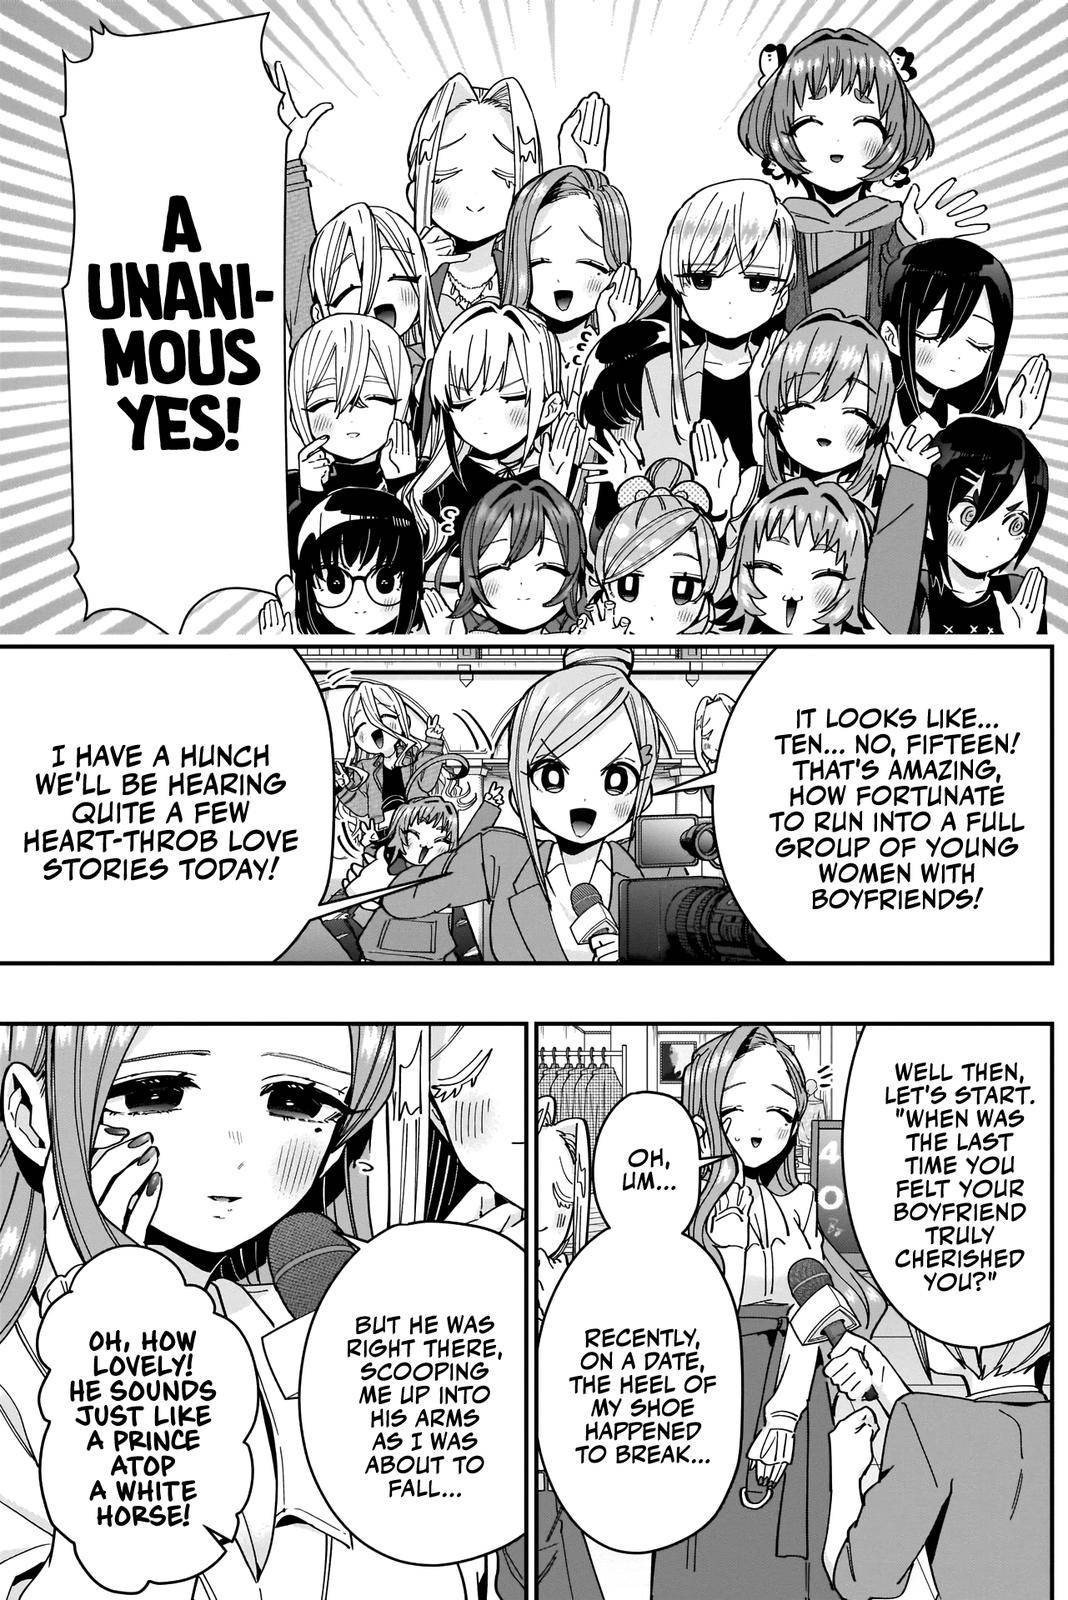 A
UNANI-
MOUS
YES!
IT LOOKS LIKE...
TEN... NO, FIFTEEN!
THAT'S AMAZING,
HOW FORTUNATE
TO RUN INTO A FULL
GROUP OF YOUNG
WOMEN WITH
BOYFRIENDS!
I HAVE A HUNCH
WE'LL BE HEARING
QUITE A FEW
HEART-THROB LOVE
STORIES TODAY!
WELL THEN,
LET'S START.
"WHEN WAS
THE LAST
TIME YOU
FELT YOUR
BOYFRIEND
TRULY
CHERISHED
YOU?"
4
0
OH,
UM...
RECENTLY,
ON A DATE,
THE HEEL OF
MY SHOE
HAPPENED
TO BREAK...
BUT HE WAS
RIGHT THERE,
SCOOPING
ME UP INTO
HIS ARMS
AS I WAS
ABOUT TO
FALL...
OH, HOW
LOVELY!
HE SOUNDS
JUST LIKE
A PRINCE
ATOP
A WHITE
HORSE!